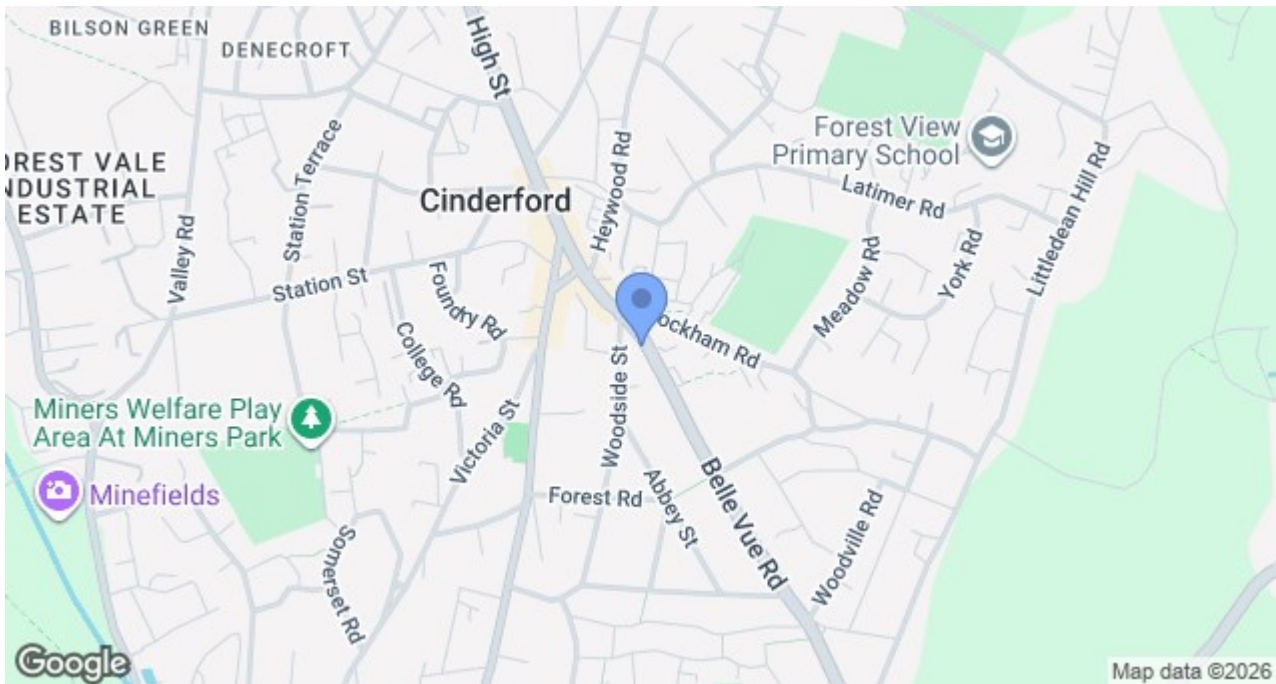 BILSON GREEN
DENECROFT
High St
Forest View
Primary School
OREST VALE
NDUSTRIAL
ESTATE
Station Terrace
Heywood Rd
Cinderford
Latimer Rd
Littledean Hill Rd
Valley Rd
Station St
Foundry Rd
Meadow Rd
York Rd
ockham Rd
College Rd
Woodside St
Miners Welfare Play
Area At Miners Park
Victoria St
Minefields
Forest Rd
Abbey St
Belle Vue Rd
Woodville Rd
Somerset Rd
Google
Map data ©2026